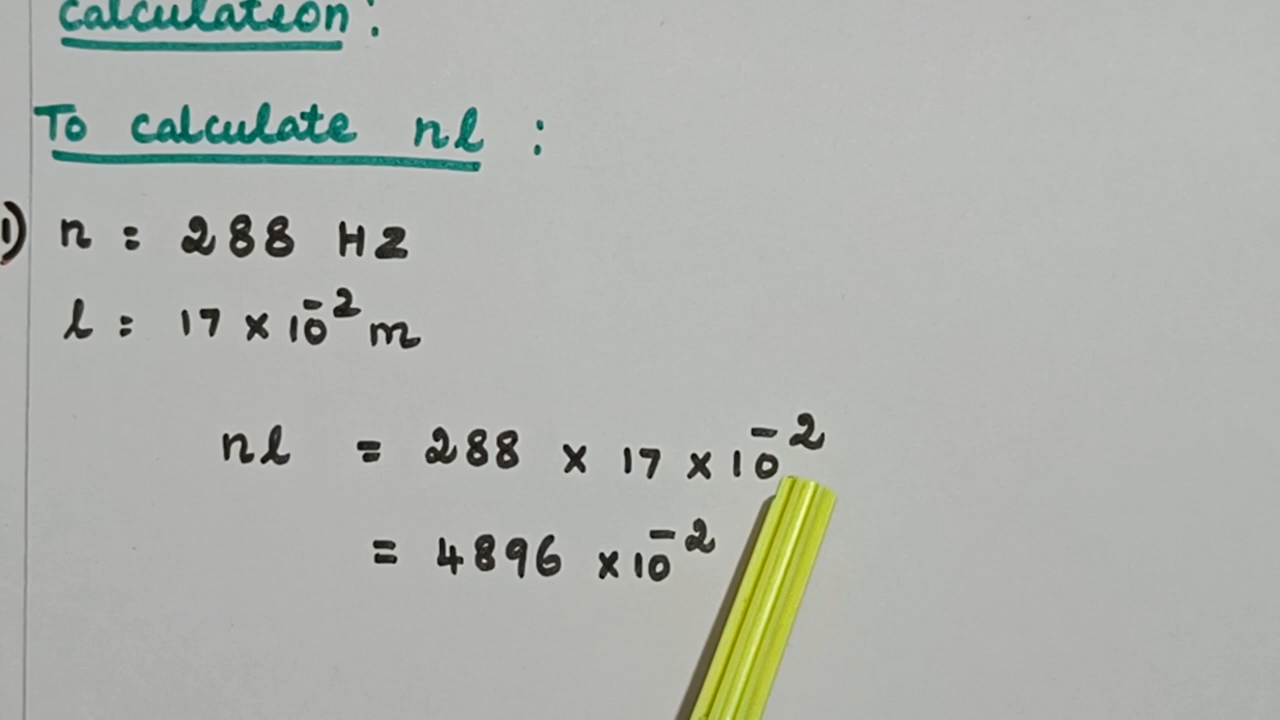 calculation :
To calculate nl :
1) n = 288 HZ
l = 17 × 10⁻² m
nl = 288 × 17 × 10⁻²
= 4896 × 10⁻²